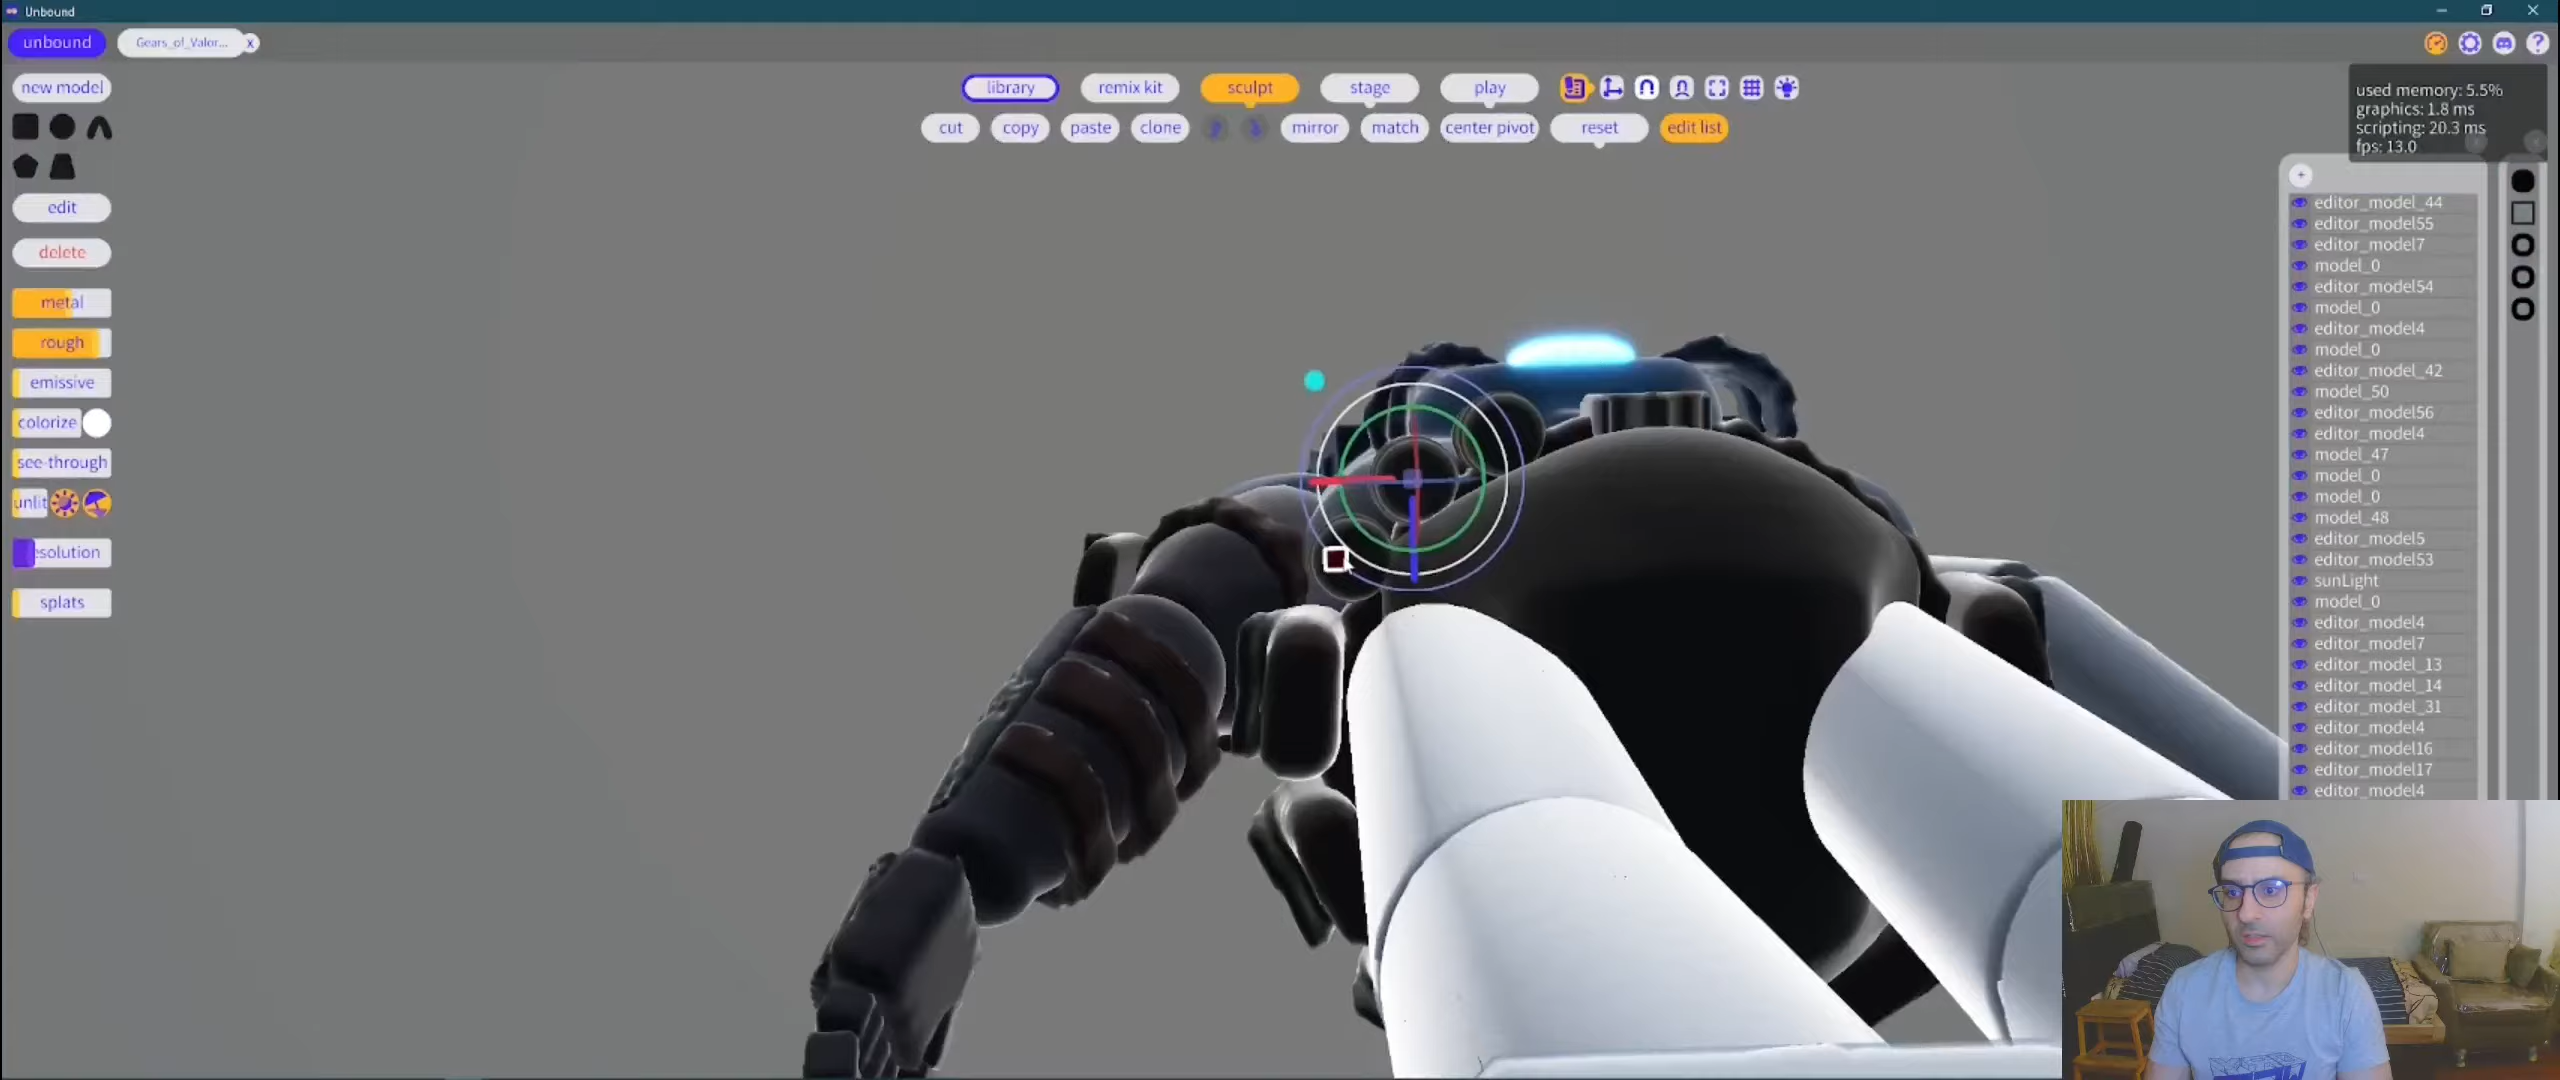 Unbound
unbound
Gears_of_Valor...
x
new model
library
remix kit
sculpt
stage
play
cut
copy
paste
clone
mirror
match
center pivot
reset
edit list
used memory: 5.5%
graphics: 1.8 ms
scripting: 20.3 ms
fps: 13.0
edit
delete
metal
rough
emissive
colorize
see-through
unlit
esolution
splats
+
editor_model_44
editor_model55
editor_model7
model_0
editor_model54
model_0
editor_model4
model_0
editor_model_42
model_50
editor_model56
editor_model4
model_47
model_0
model_0
model_48
editor_model5
editor_model53
sunLight
model_0
editor_model4
editor_model7
editor_model_13
editor_model_14
editor_model_31
editor_model4
editor_model16
editor_model17
editor_model4